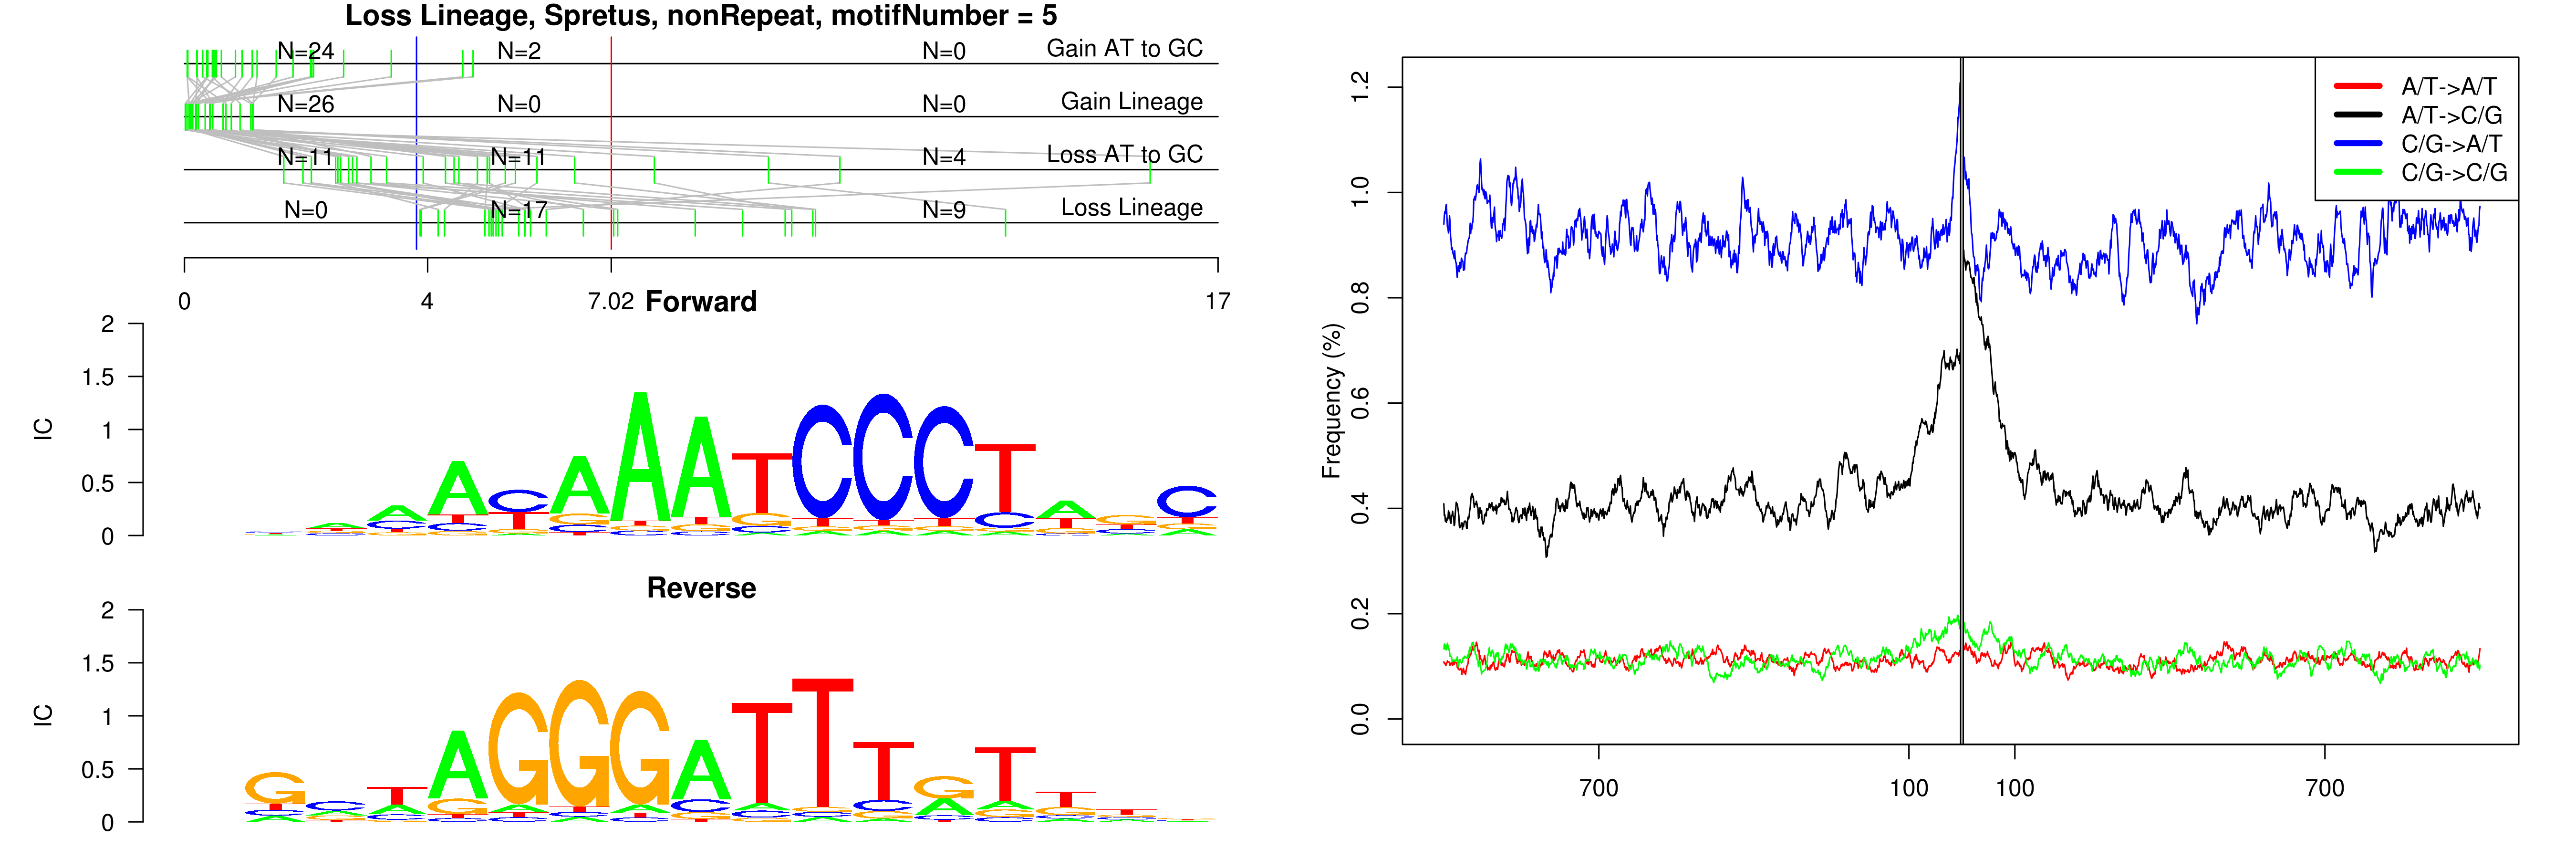 Loss Lineage, Spretus, nonRepeat, motifNumber = 5
N=24 N=2 N=0 Gain AT to GC
N=26 N=0 N=0 Gain Lineage
N=11 N=11 N=4 Loss AT to GC
N=0 N=17 N=9 Loss Lineage
0 4 7.02 17
Forward
2
1.5
1
0.5
0
IC
A A C A A A T C C C T A G C
Reverse
2
1.5
1
0.5
0
IC
G C T A G G G A T T T G T T
1.2
1.0
0.8
0.6
0.4
0.2
0.0
Frequency (%)
A/T->A/T
A/T->C/G
C/G->A/T
C/G->C/G
700 100 100 700